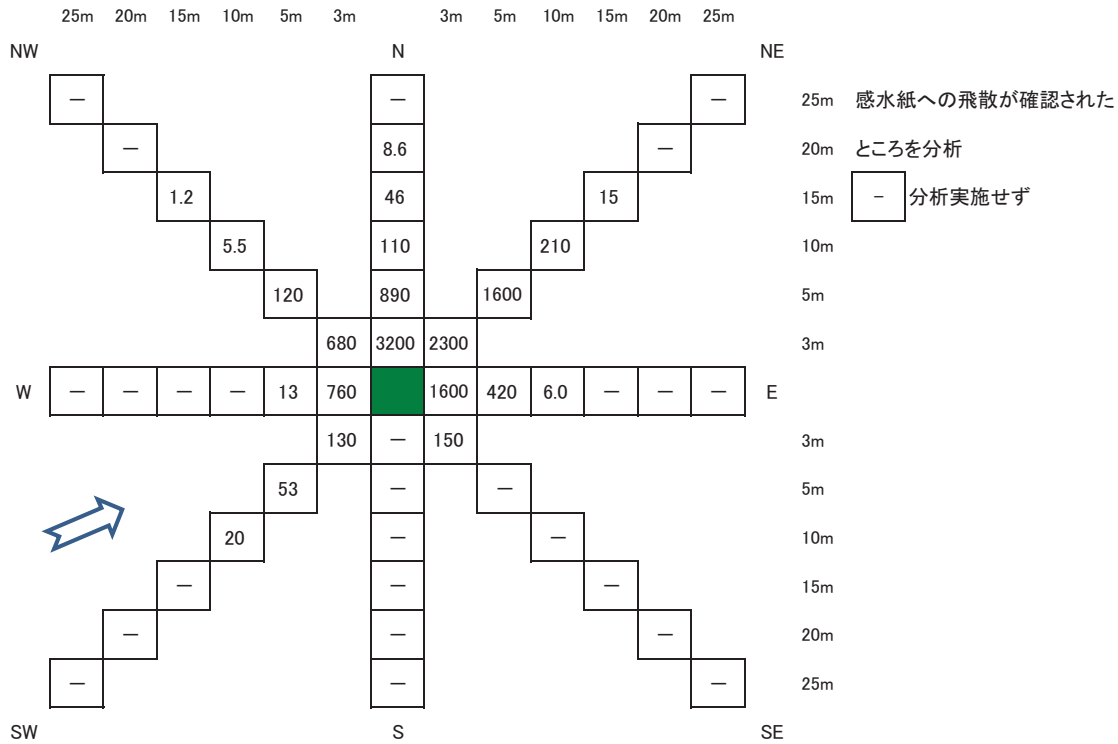 25m 20m 15m 10m 5m 3m 3m 5m 10m 15m 20m 25m
NW N NE
— — — 25m 感水紙への飛散が確認された
— 8.6 — 20m ところを分析
1.2 46 15 15m － 分析実施せず
5.5 110 210 10m
120 890 1600 5m
680 3200 2300 3m
W — — — — 13 760 1600 420 6.0 — — — E
130 — 150 3m
53 — — 5m
20 — — 10m
— — — 15m
— — — 20m
— — — 25m
SW S SE